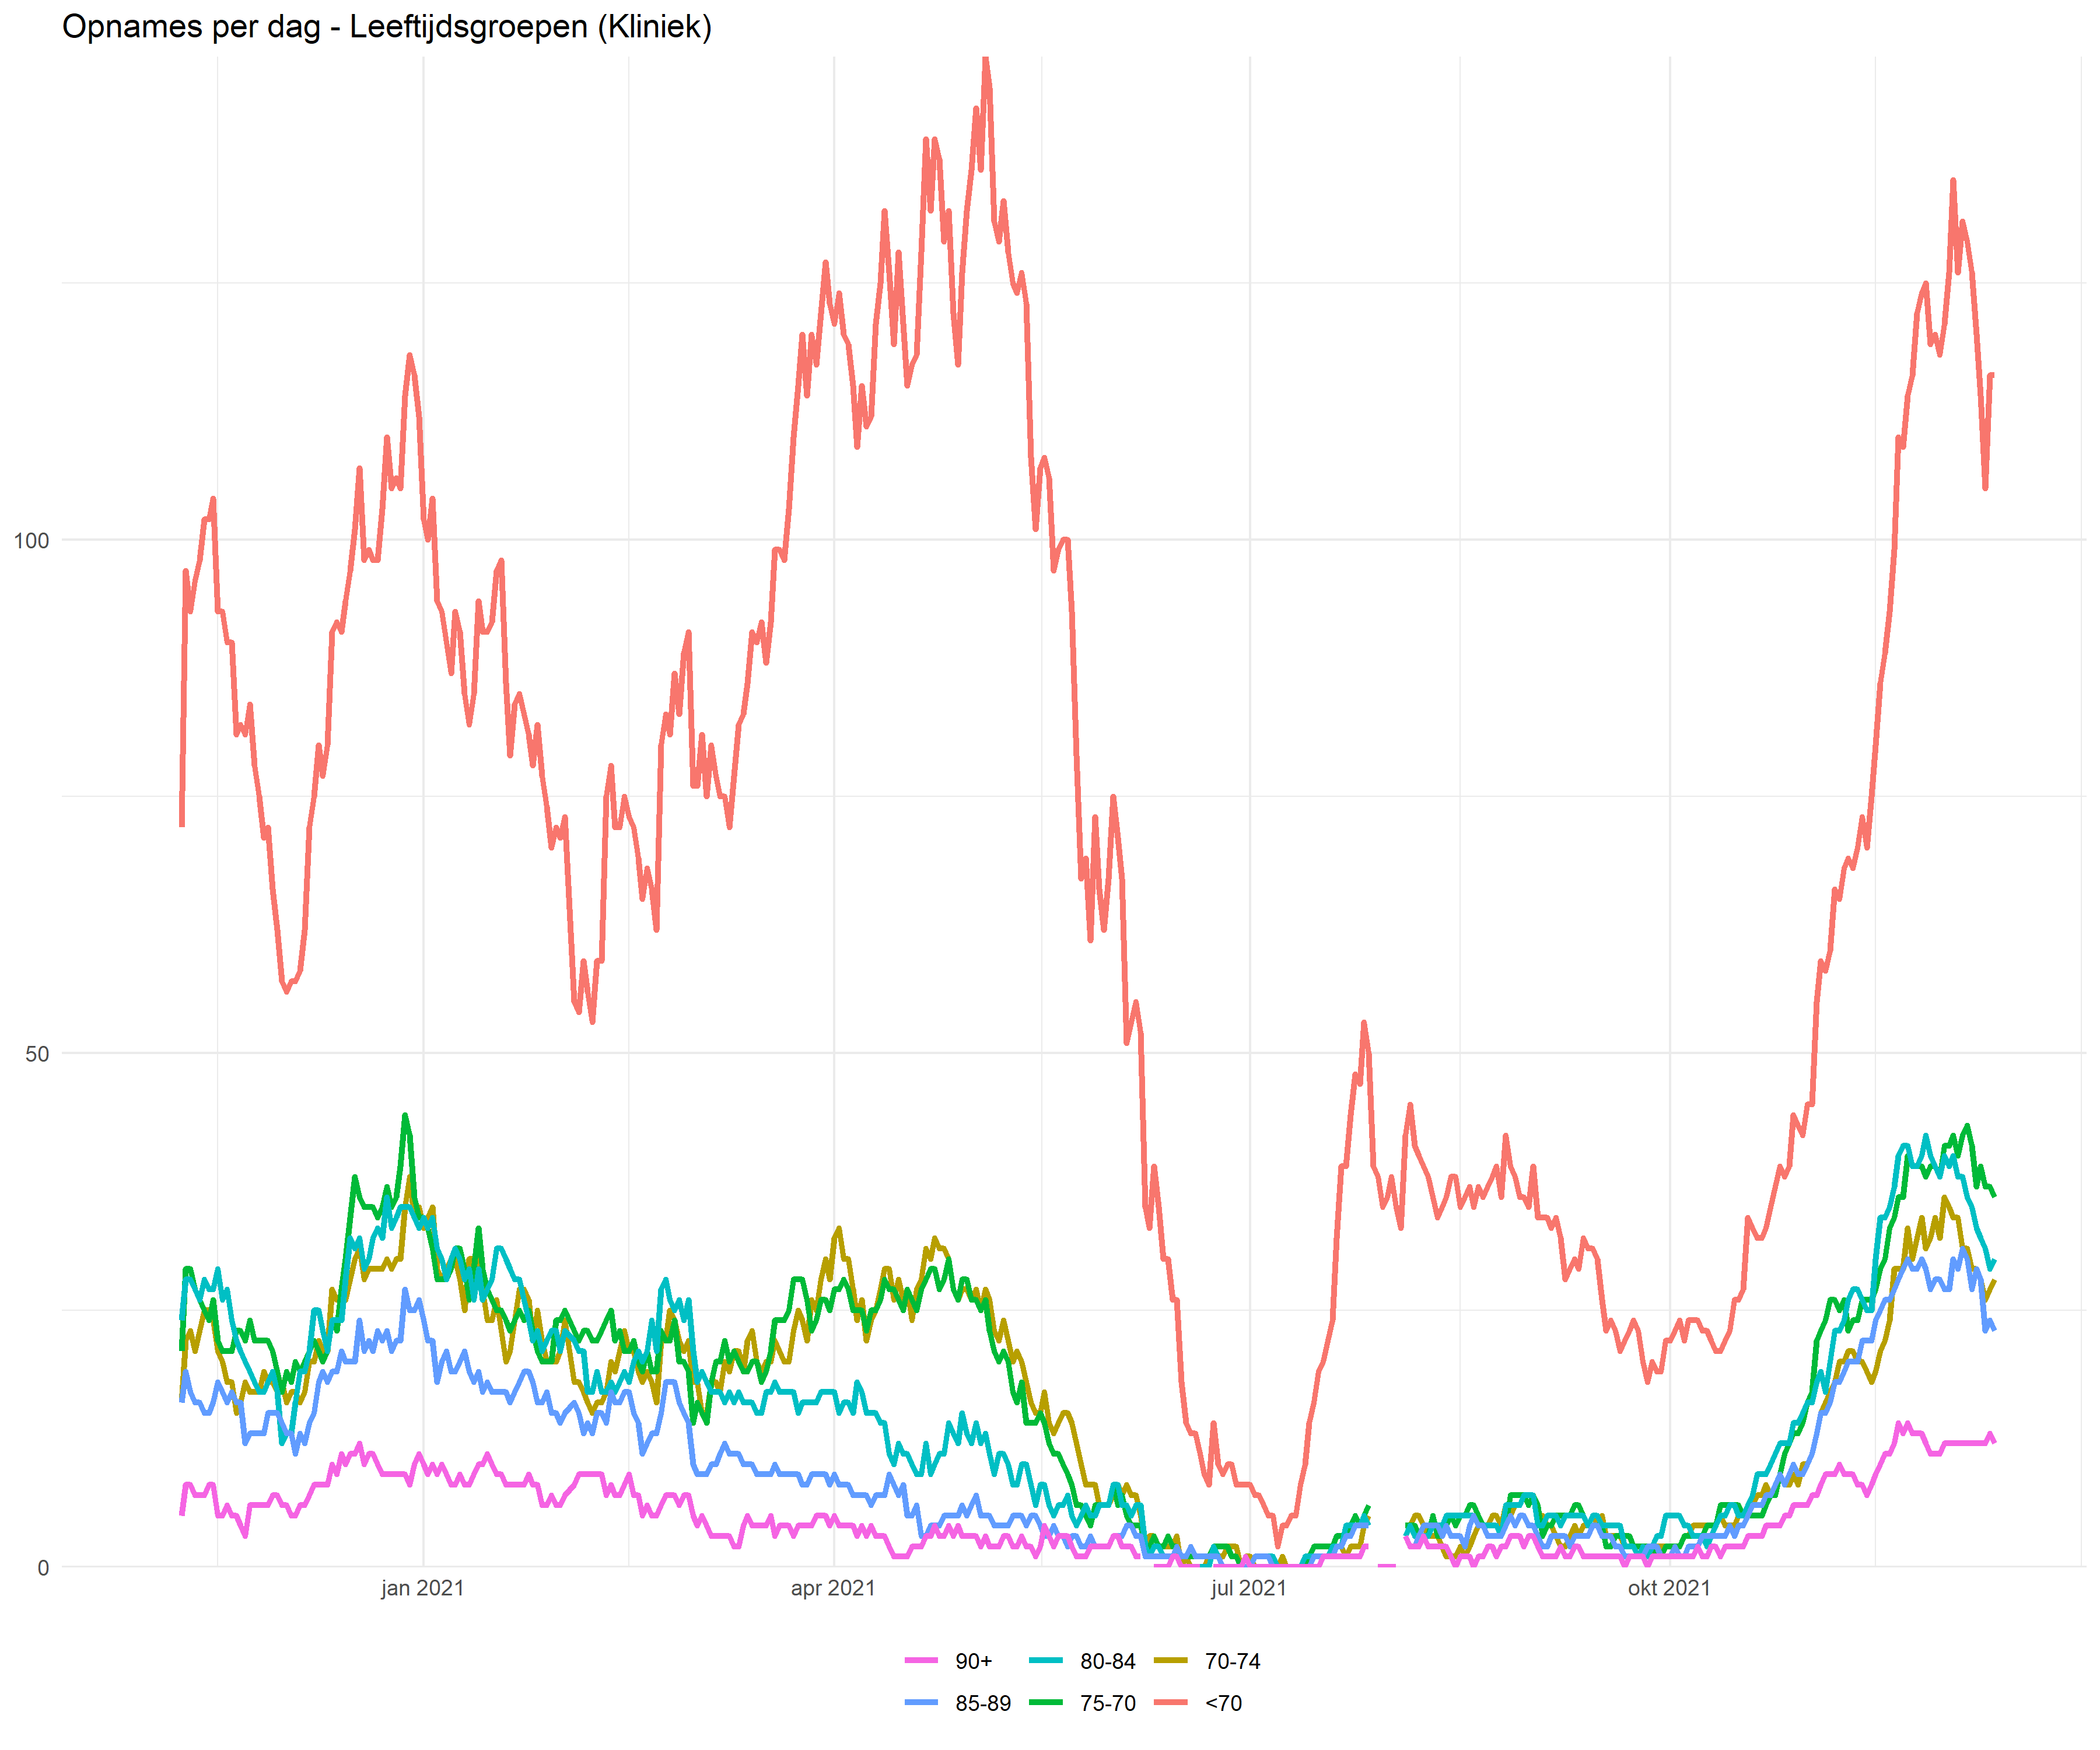 Opnames per dag - Leeftijdsgroepen (Kliniek)
100
50
0
jan 2021 apr 2021 jul 2021 okt 2021
90+ 80-84 70-74
85-89 75-70 <70